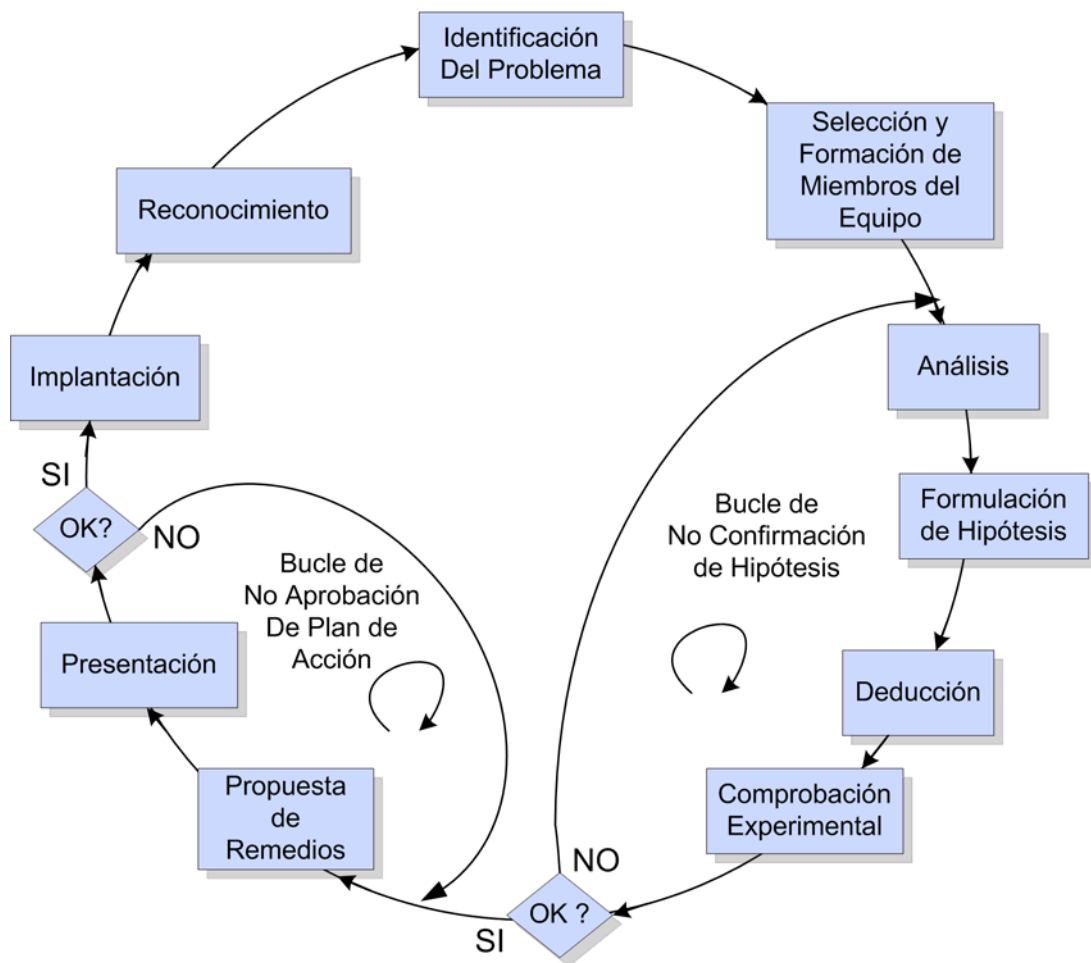 Identificación
Del Problema
Selección y
Formación de
Miembros del
Equipo
Análisis
Formulación
de Hipótesis
Deducción
Comprobación
Experimental
OK ?
NO
SI
Bucle de
No Confirmación
de Hipótesis
Propuesta
de
Remedios
Presentación
OK?
NO
SI
Bucle de
No Aprobación
De Plan de
Acción
Implantación
Reconocimiento